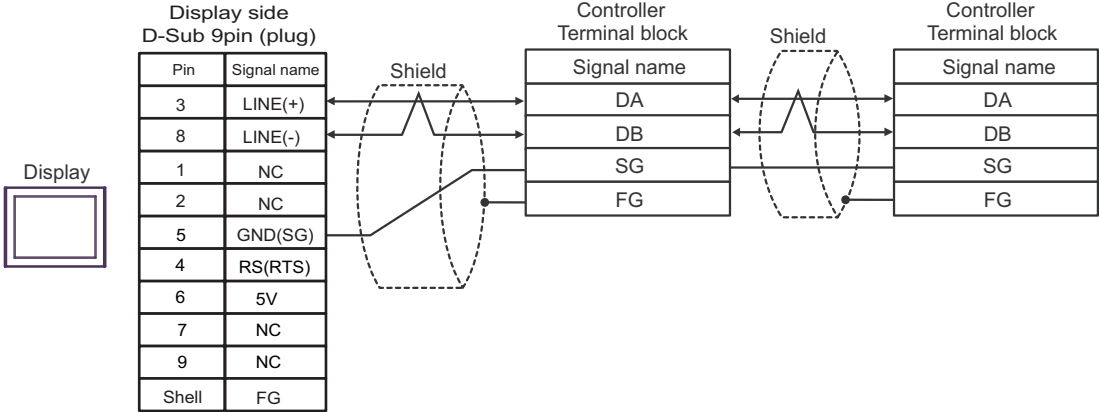 Display side
D-Sub 9pin (plug)
Pin Signal name
3 LINE(+)
8 LINE(-)
1 NC
2 NC
5 GND(SG)
4 RS(RTS)
6 5V
7 NC
9 NC
Shell FG
Display
Shield
Controller
Terminal block
Signal name
DA
DB
SG
FG
Shield
Controller
Terminal block
Signal name
DA
DB
SG
FG